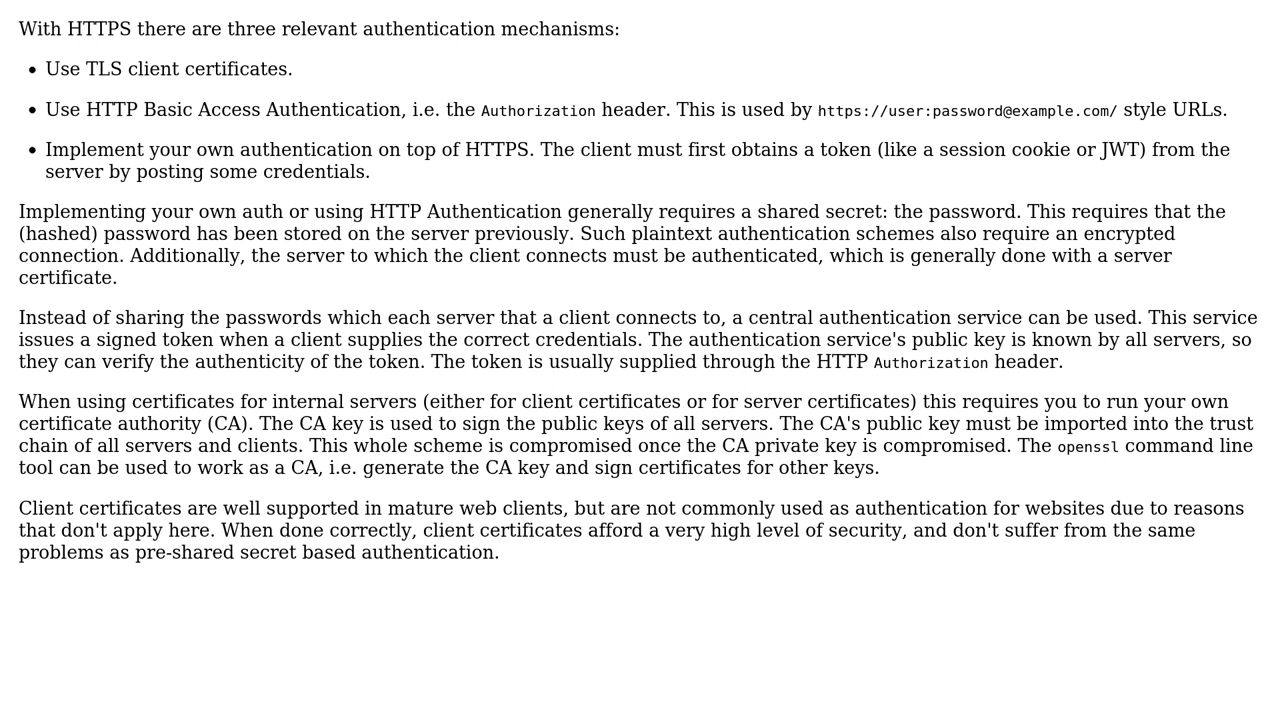 With HTTPS there are three relevant authentication mechanisms:
• Use TLS client certificates.
• Use HTTP Basic Access Authentication, i.e. the Authorization header. This is used by https://user:password@example.com/ style URLs.
• Implement your own authentication on top of HTTPS. The client must first obtains a token (like a session cookie or JWT) from the
server by posting some credentials.
Implementing your own auth or using HTTP Authentication generally requires a shared secret: the password. This requires that the
(hashed) password has been stored on the server previously. Such plaintext authentication schemes also require an encrypted
connection. Additionally, the server to which the client connects must be authenticated, which is generally done with a server
certificate.
Instead of sharing the passwords which each server that a client connects to, a central authentication service can be used. This service
issues a signed token when a client supplies the correct credentials. The authentication service's public key is known by all servers, so
they can verify the authenticity of the token. The token is usually supplied through the HTTP Authorization header.
When using certificates for internal servers (either for client certificates or for server certificates) this requires you to run your own
certificate authority (CA). The CA key is used to sign the public keys of all servers. The CA's public key must be imported into the trust
chain of all servers and clients. This whole scheme is compromised once the CA private key is compromised. The openssl command line
tool can be used to work as a CA, i.e. generate the CA key and sign certificates for other keys.
Client certificates are well supported in mature web clients, but are not commonly used as authentication for websites due to reasons
that don't apply here. When done correctly, client certificates afford a very high level of security, and don't suffer from the same
problems as pre-shared secret based authentication.